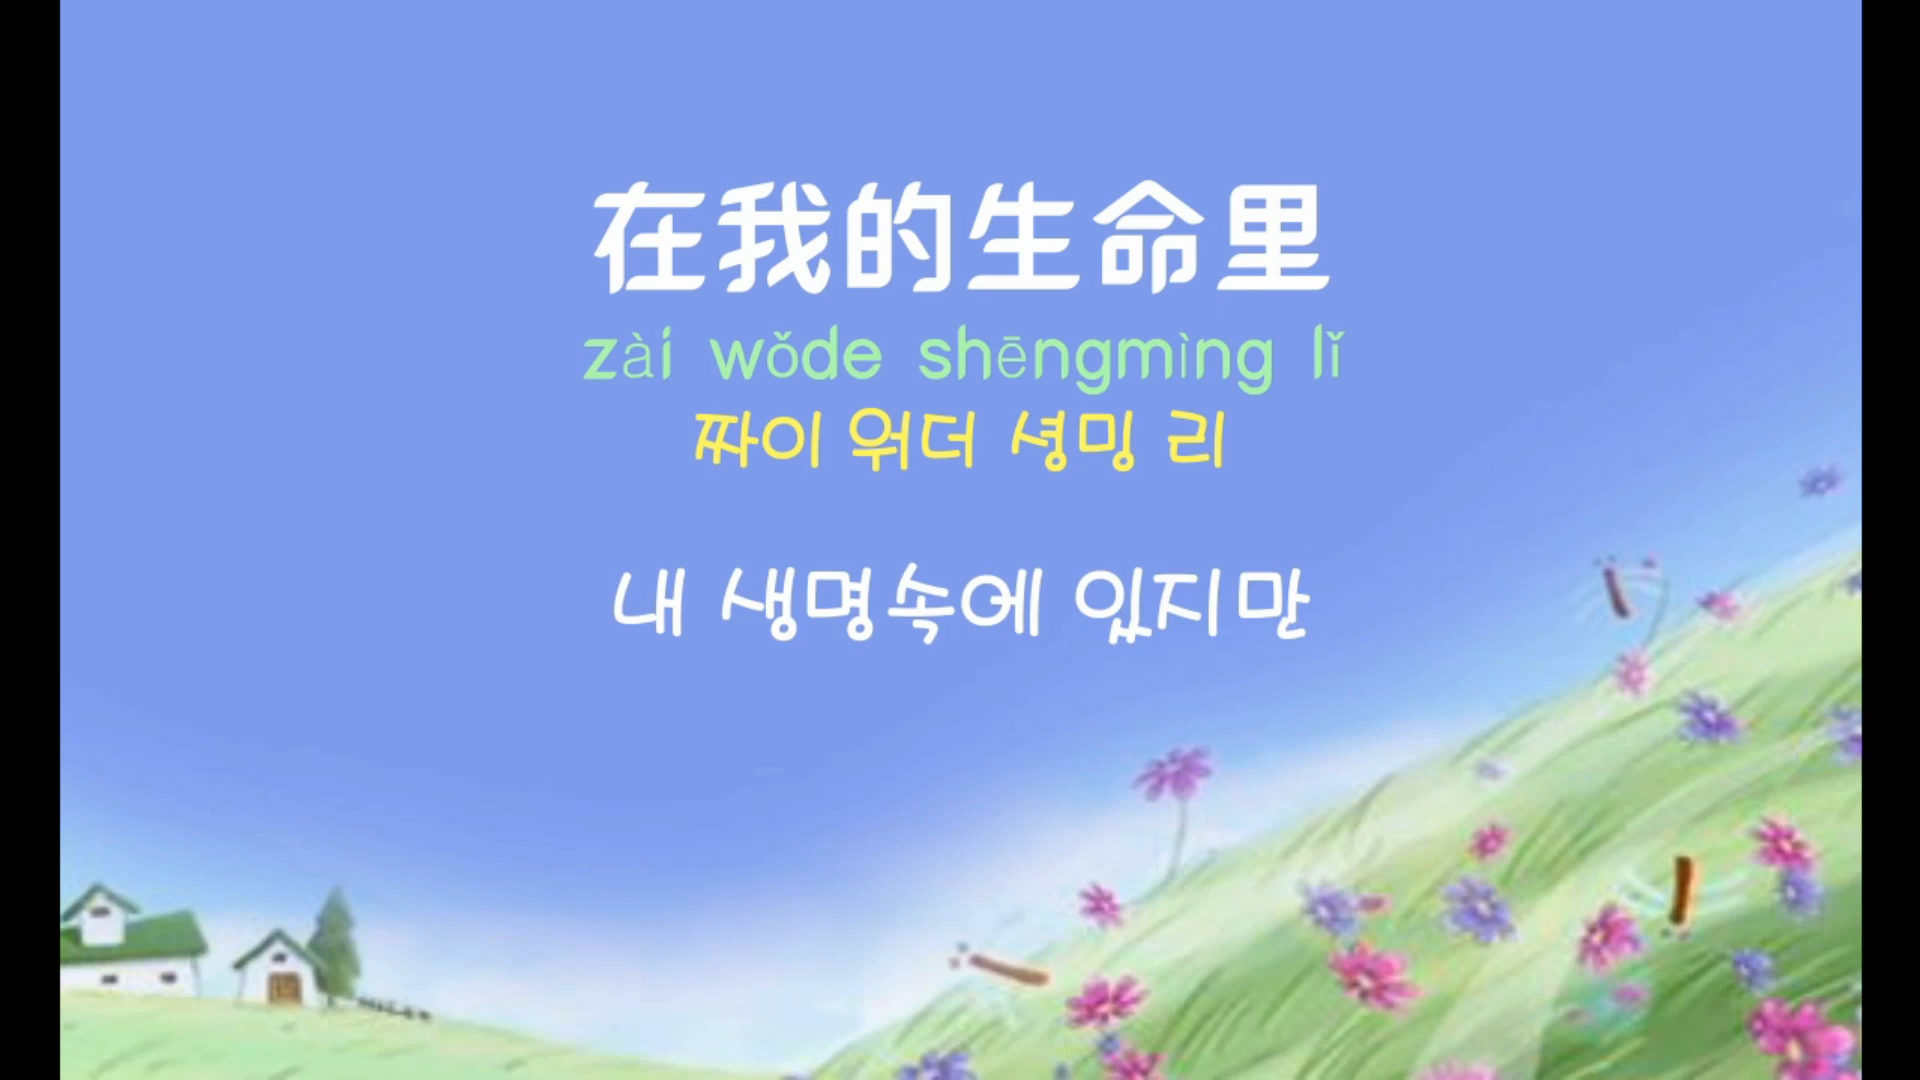 在我的生命里
zài wǒde shēngmìng lǐ
짜이 워더 셩밍 리
내 생명속에 있지만